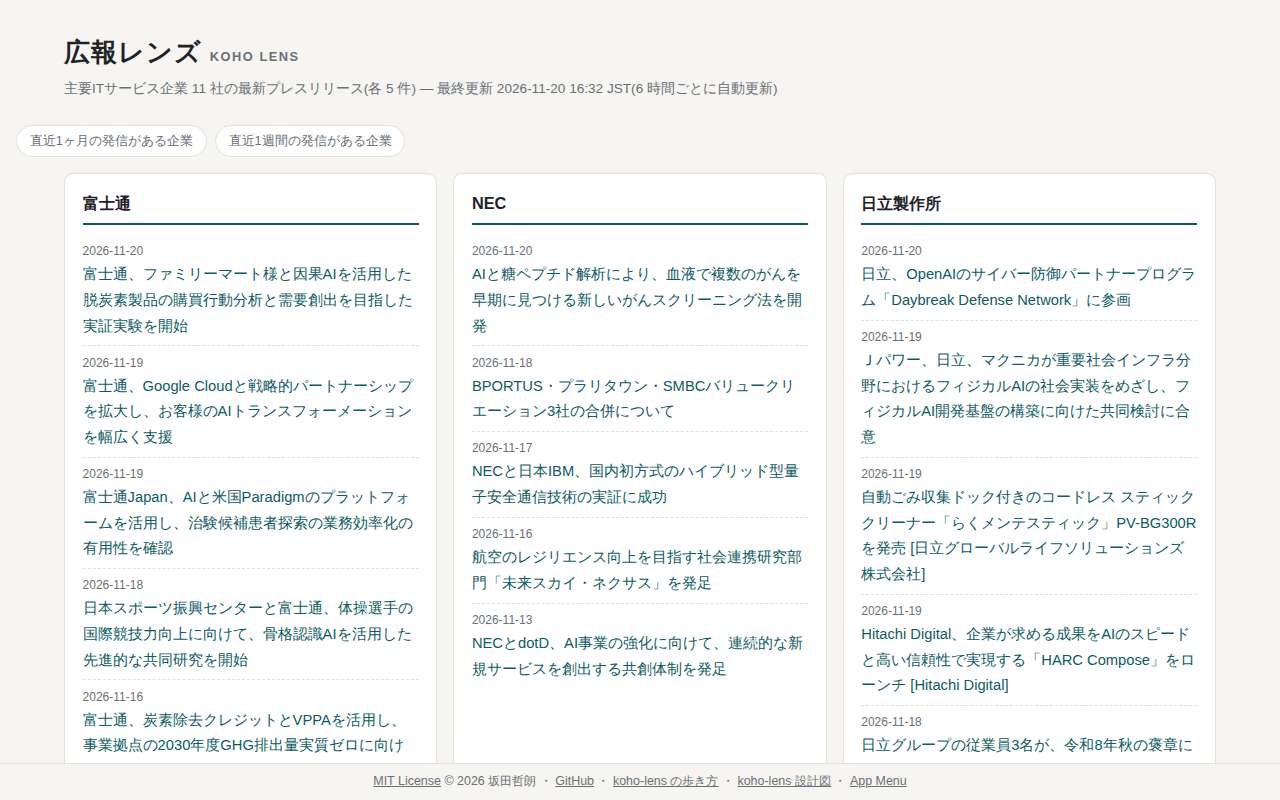 広報レンズ KOHO LENS
主要ITサービス企業 11 社の最新プレスリリース(各 5 件) — 最終更新 2026-11-20 16:32 JST(6 時間ごとに自動更新)
直近1ヶ月の発信がある企業
直近1週間の発信がある企業
富士通
2026-11-20
富士通、ファミリーマート様と因果AIを活用した
脱炭素製品の購買行動分析と需要創出を目指した
実証実験を開始
2026-11-19
富士通、Google Cloudと戦略的パートナーシップ
を拡大し、お客様のAIトランスフォーメーション
を幅広く支援
2026-11-19
富士通Japan、AIと米国Paradigmのプラットフォ
ームを活用し、治験候補患者探索の業務効率化の
有用性を確認
2026-11-18
日本スポーツ振興センターと富士通、体操選手の
国際競技力向上に向けて、骨格認識AIを活用した
先進的な共同研究を開始
2026-11-16
富士通、炭素除去クレジットとVPPAを活用し、
事業拠点の2030年度GHG排出量実質ゼロに向け
NEC
2026-11-20
AIと糖ペプチド解析により、血液で複数のがんを
早期に見つける新しいがんスクリーニング法を開
発
2026-11-18
BPORTUS・プラリタウン・SMBCバリュークリ
エーション3社の合併について
2026-11-17
NECと日本IBM、国内初方式のハイブリッド型量
子安全通信技術の実証に成功
2026-11-16
航空のレジリエンス向上を目指す社会連携研究部
門「未来スカイ・ネクサス」を発足
2026-11-13
NECとdotD、AI事業の強化に向けて、連続的な新
規サービスを創出する共創体制を発足
日立製作所
2026-11-20
日立、OpenAIのサイバー防御パートナープログラ
ム「Daybreak Defense Network」に参画
2026-11-19
Ｊパワー、日立、マクニカが重要社会インフラ分
野におけるフィジカルAIの社会実装をめざし、フ
ィジカルAI開発基盤の構築に向けた共同検討に合
意
2026-11-19
自動ごみ収集ドック付きのコードレス スティック
クリーナー「らくメンテスティック」PV-BG300R
を発売 [日立グローバルライフソリューションズ
株式会社]
2026-11-19
Hitachi Digital、企業が求める成果をAIのスピード
と高い信頼性で実現する「HARC Compose」をロ
ーンチ [Hitachi Digital]
2026-11-18
日立グループの従業員3名が、令和8年秋の褒章に
MIT License © 2026 坂田哲朗 ・ GitHub ・ koho-lens の歩き方 ・ koho-lens 設計図 ・ App Menu